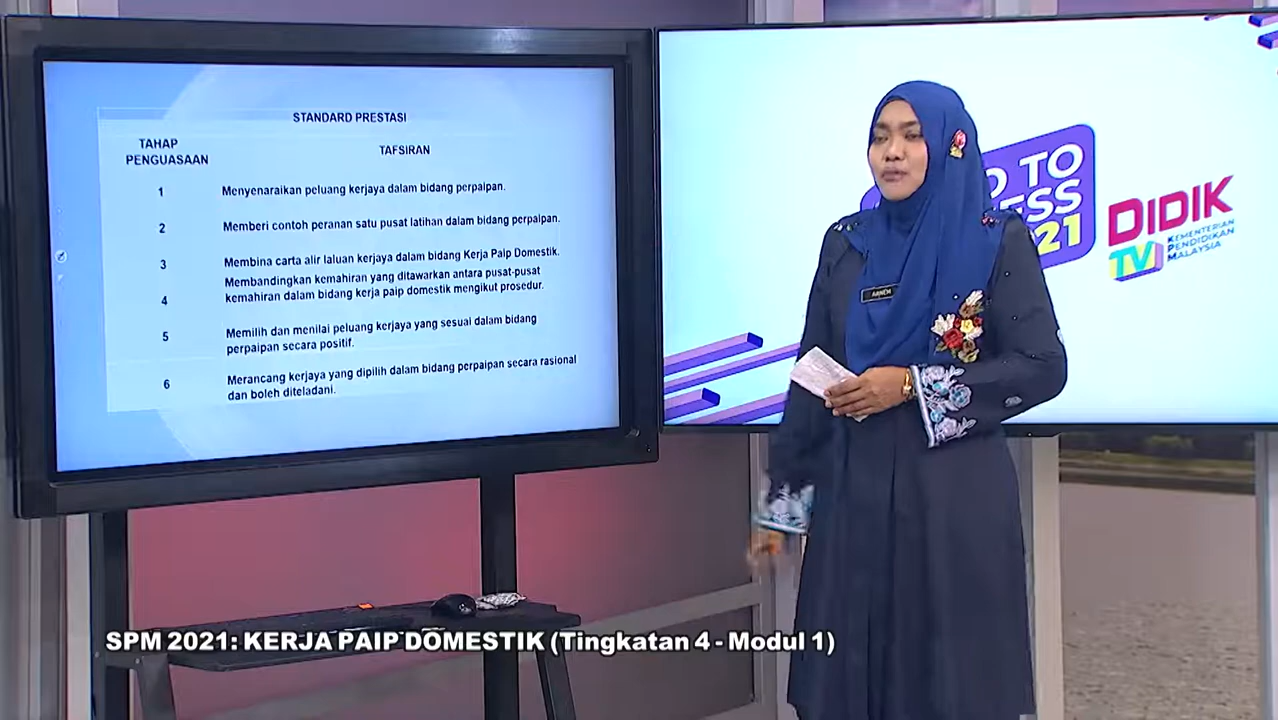 STANDARD PRESTASI
TAHAP
PENGUASAAN
TAFSIRAN
1
Menyenaraikan peluang kerjaya dalam bidang perpaipan.
2
Memberi contoh peranan satu pusat latihan dalam bidang perpaipan.
3
Membina carta alir laluan kerjaya dalam bidang Kerja Paip Domestik.
4
Membandingkan kemahiran yang ditawarkan antara pusat-pusat
kemahiran dalam bidang kerja paip domestik mengikut prosedur.
5
Memilih dan menilai peluang kerjaya yang sesuai dalam bidang
perpaipan secara positif.
6
Merancang kerjaya yang dipilih dalam bidang perpaipan secara rasional
dan boleh diteladani.
TO
DIDIK
TV
KEMENTERIAN
PENDIDIKAN
MALAYSIA
SPM 2021: KERJA PAIP DOMESTIK (Tingkatan 4 - Modul 1)